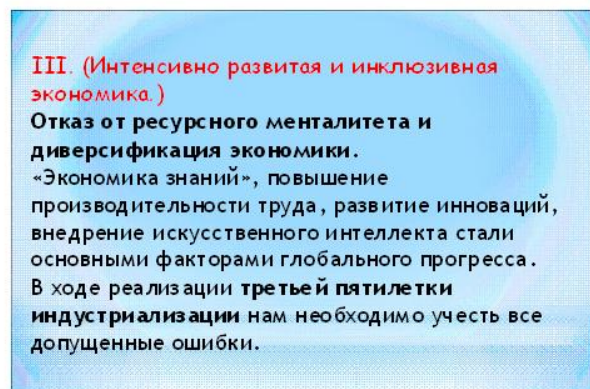 III. (Интенсивно развитая и инклюзивная
экономика.)
Отказ от ресурсного менталитета и
диверсификация экономики.
«Экономика знаний», повышение
производительности труда, развитие инноваций,
внедрение искусственного интеллекта стали
основными факторами глобального прогресса.
В ходе реализации третьей пятилетки
индустриализации нам необходимо учесть все
допущенные ошибки.